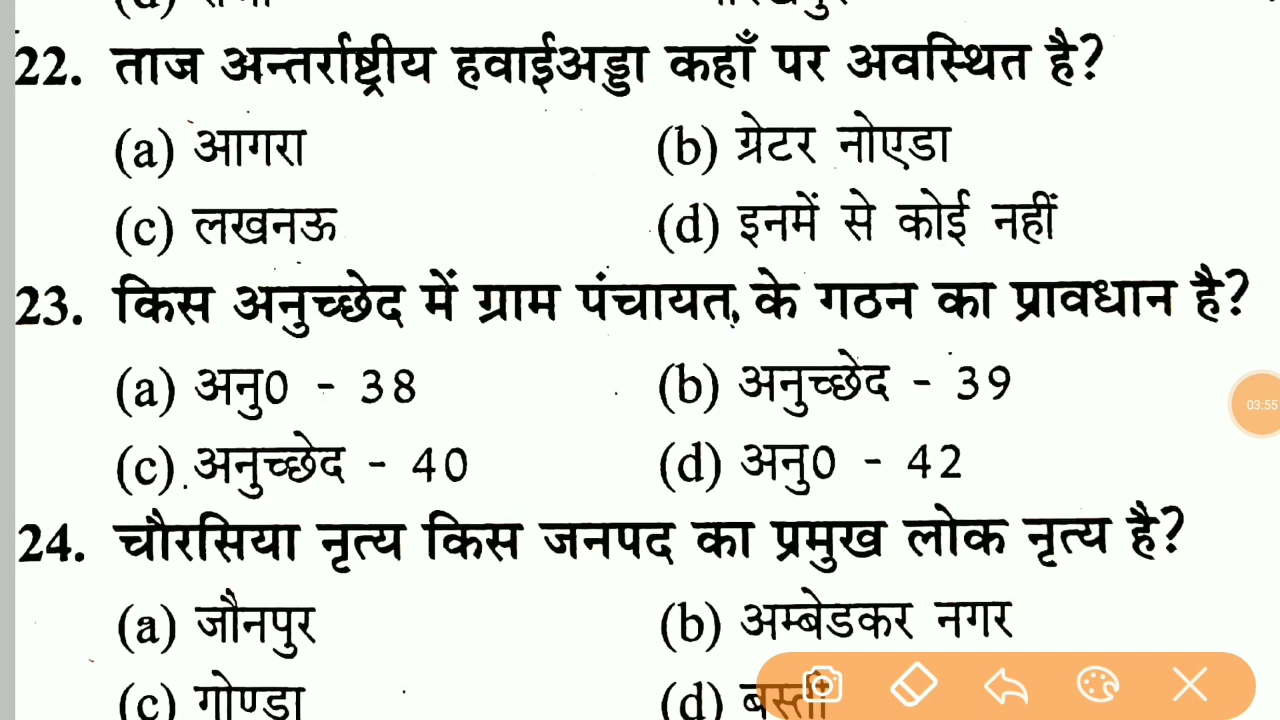 22. ताज अन्तर्राष्ट्रीय हवाईअड्डा कहाँ पर अवस्थित है?
(a) आगरा (b) ग्रेटर नोएडा
(c) लखनऊ (d) इनमें से कोई नहीं
23. किस अनुच्छेद में ग्राम पंचायत, के गठन का प्रावधान है?
(a) अनु0 - 38 (b) अनुच्छेद - 39
03:55
(c) अनुच्छेद - 40 (d) अनु0 - 42
24. चौरसिया नृत्य किस जनपद का प्रमुख लोक नृत्य है?
(a) जौनपुर (b) अम्बेडकर नगर
(c) गोण्डा (d) बस्ती